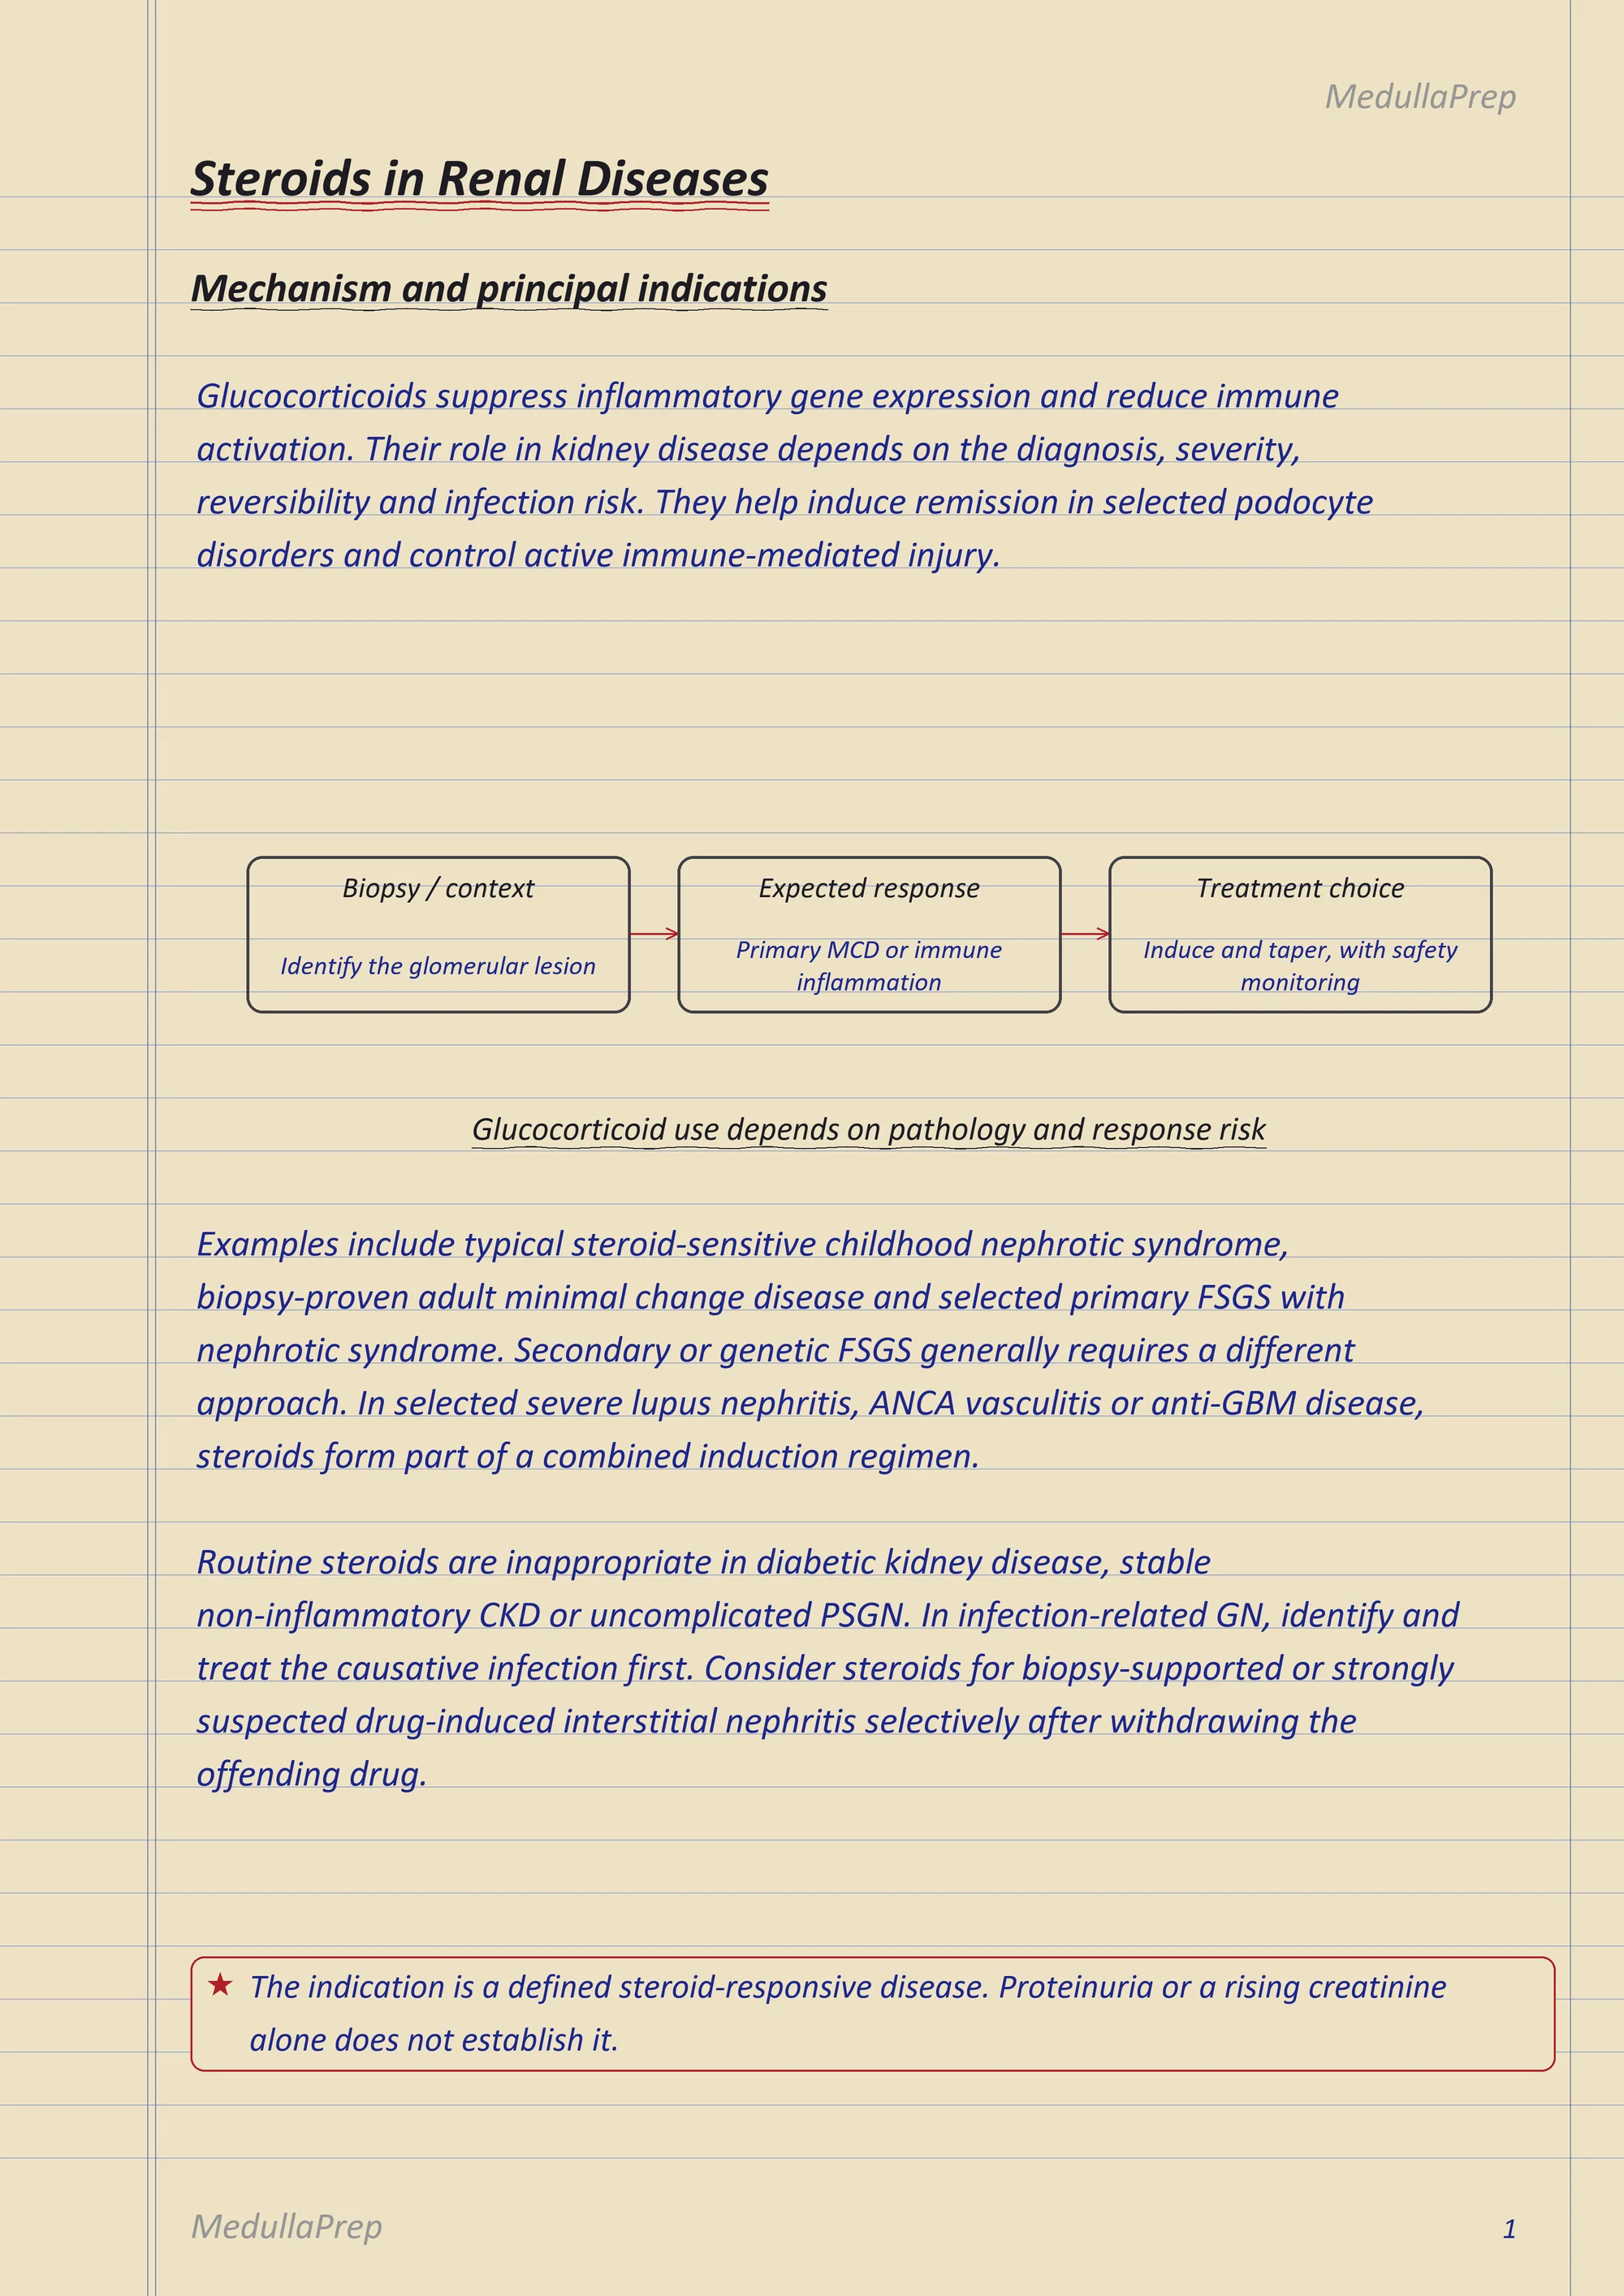 MedullaPrep
Steroids in Renal Diseases
Mechanism and principal indications
Glucocorticoids suppress inflammatory gene expression and reduce immune
activation. Their role in kidney disease depends on the diagnosis, severity,
reversibility and infection risk. They help induce remission in selected podocyte
disorders and control active immune-mediated injury.
Biopsy / context
Identify the glomerular lesion
Expected response
Primary MCD or immune
inflammation
Treatment choice
Induce and taper, with safety
monitoring
Glucocorticoid use depends on pathology and response risk
Examples include typical steroid-sensitive childhood nephrotic syndrome,
biopsy-proven adult minimal change disease and selected primary FSGS with
nephrotic syndrome. Secondary or genetic FSGS generally requires a different
approach. In selected severe lupus nephritis, ANCA vasculitis or anti-GBM disease,
steroids form part of a combined induction regimen.
Routine steroids are inappropriate in diabetic kidney disease, stable
non-inflammatory CKD or uncomplicated PSGN. In infection-related GN, identify and
treat the causative infection first. Consider steroids for biopsy-supported or strongly
suspected drug-induced interstitial nephritis selectively after withdrawing the
offending drug.
★ The indication is a defined steroid-responsive disease. Proteinuria or a rising creatinine
alone does not establish it.
MedullaPrep
1